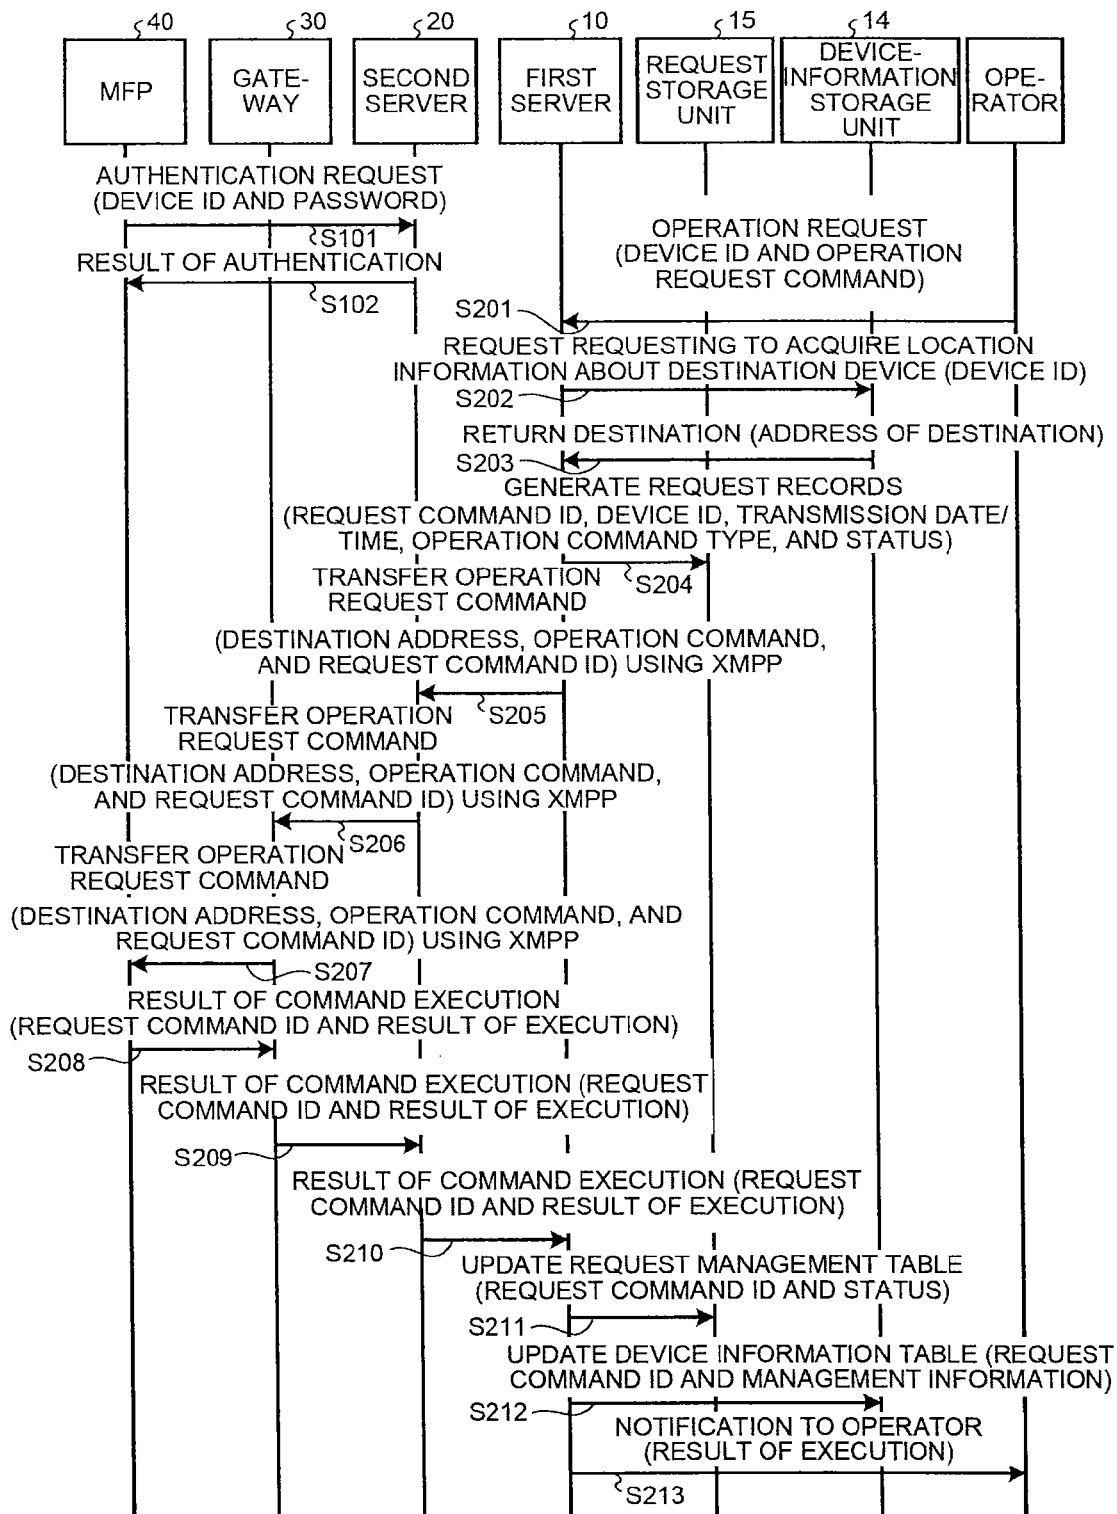 40
30
20
10
15
14
MFP
GATE-
WAY
SECOND
SERVER
FIRST
SERVER
REQUEST
STORAGE
UNIT
DEVICE-
INFORMATION
STORAGE
UNIT
OPE-
RATOR
AUTHENTICATION REQUEST
(DEVICE ID AND PASSWORD)
S101
RESULT OF AUTHENTICATION
S102
OPERATION REQUEST
(DEVICE ID AND OPERATION
REQUEST COMMAND)
S201
REQUEST REQUESTING TO ACQUIRE LOCATION
INFORMATION ABOUT DESTINATION DEVICE (DEVICE ID)
S202
RETURN DESTINATION (ADDRESS OF DESTINATION)
S203
GENERATE REQUEST RECORDS
(REQUEST COMMAND ID, DEVICE ID, TRANSMISSION DATE/
TIME, OPERATION COMMAND TYPE, AND STATUS)
S204
TRANSFER OPERATION
REQUEST COMMAND
(DESTINATION ADDRESS, OPERATION COMMAND,
AND REQUEST COMMAND ID) USING XMPP
S205
TRANSFER OPERATION
REQUEST COMMAND
(DESTINATION ADDRESS, OPERATION COMMAND,
AND REQUEST COMMAND ID) USING XMPP
S206
TRANSFER OPERATION
REQUEST COMMAND
(DESTINATION ADDRESS, OPERATION COMMAND, AND
REQUEST COMMAND ID) USING XMPP
S207
RESULT OF COMMAND EXECUTION
(REQUEST COMMAND ID AND RESULT OF EXECUTION)
S208
RESULT OF COMMAND EXECUTION (REQUEST
COMMAND ID AND RESULT OF EXECUTION)
S209
RESULT OF COMMAND EXECUTION (REQUEST
COMMAND ID AND RESULT OF EXECUTION)
S210
UPDATE REQUEST MANAGEMENT TABLE
(REQUEST COMMAND ID AND STATUS)
S211
UPDATE DEVICE INFORMATION TABLE (REQUEST
COMMAND ID AND MANAGEMENT INFORMATION)
S212
NOTIFICATION TO OPERATOR
(RESULT OF EXECUTION)
S213